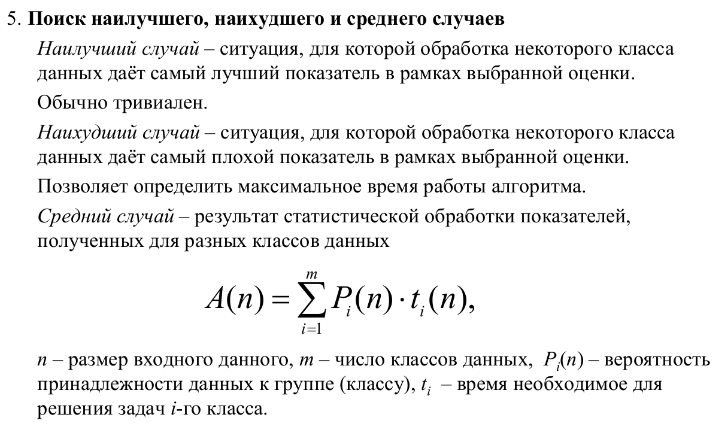 5. Поиск наилучшего, наихудшего и среднего случаев
Наилучший случай – ситуация, для которой обработка некоторого класса
данных даёт самый лучший показатель в рамках выбранной оценки.
Обычно тривиален.
Наихудший случай – ситуация, для которой обработка некоторого класса
данных даёт самый плохой показатель в рамках выбранной оценки.
Позволяет определить максимальное время работы алгоритма.
Средний случай – результат статистической обработки показателей,
полученных для разных классов данных
A(n) = ∑_{i=1}^{m} P_i(n) · t_i(n),
n – размер входного данного, m – число классов данных, P_i(n) – вероятность
принадлежности данных к группе (классу), t_i – время необходимое для
решения задач i-го класса.